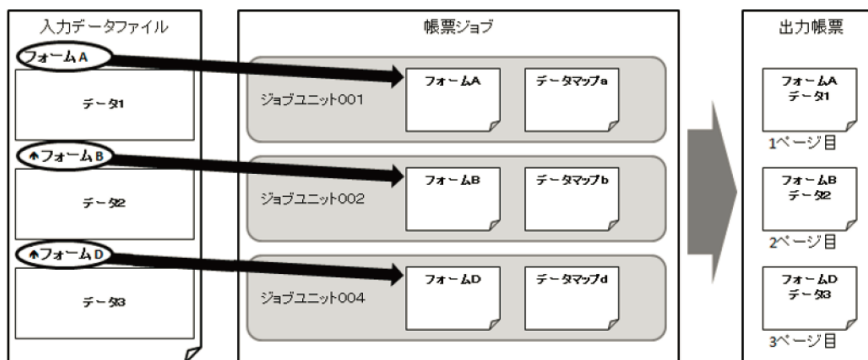 入力データファイル
フォームA
データ1
↑フォームB
データ2
↑フォームD
データ3
帳票ジョブ
ジョブユニット001
フォームA
データマップa
ジョブユニット002
フォームB
データマップb
ジョブユニット004
フォームD
データマップd
出力帳票
フォームA
データ1
1ページ目
フォームB
データ2
2ページ目
フォームD
データ3
3ページ目